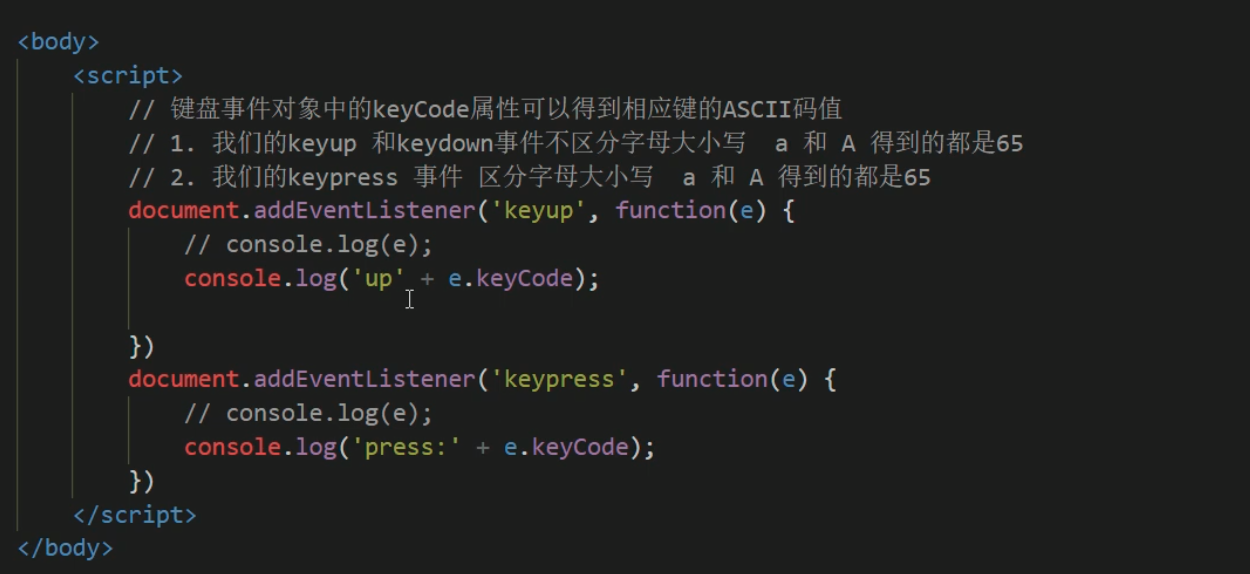 <body>
<script>
// 键盘事件对象中的keyCode属性可以得到相应键的ASCII码值
// 1. 我们的keyup 和keydown事件不区分字母大小写  a 和 A 得到的都是65
// 2. 我们的keypress 事件 区分字母大小写  a 和 A 得到的都是65
document.addEventListener('keyup', function(e) {
// console.log(e);
console.log('up' + e.keyCode);
})
document.addEventListener('keypress', function(e) {
// console.log(e);
console.log('press:' + e.keyCode);
})
</script>
</body>